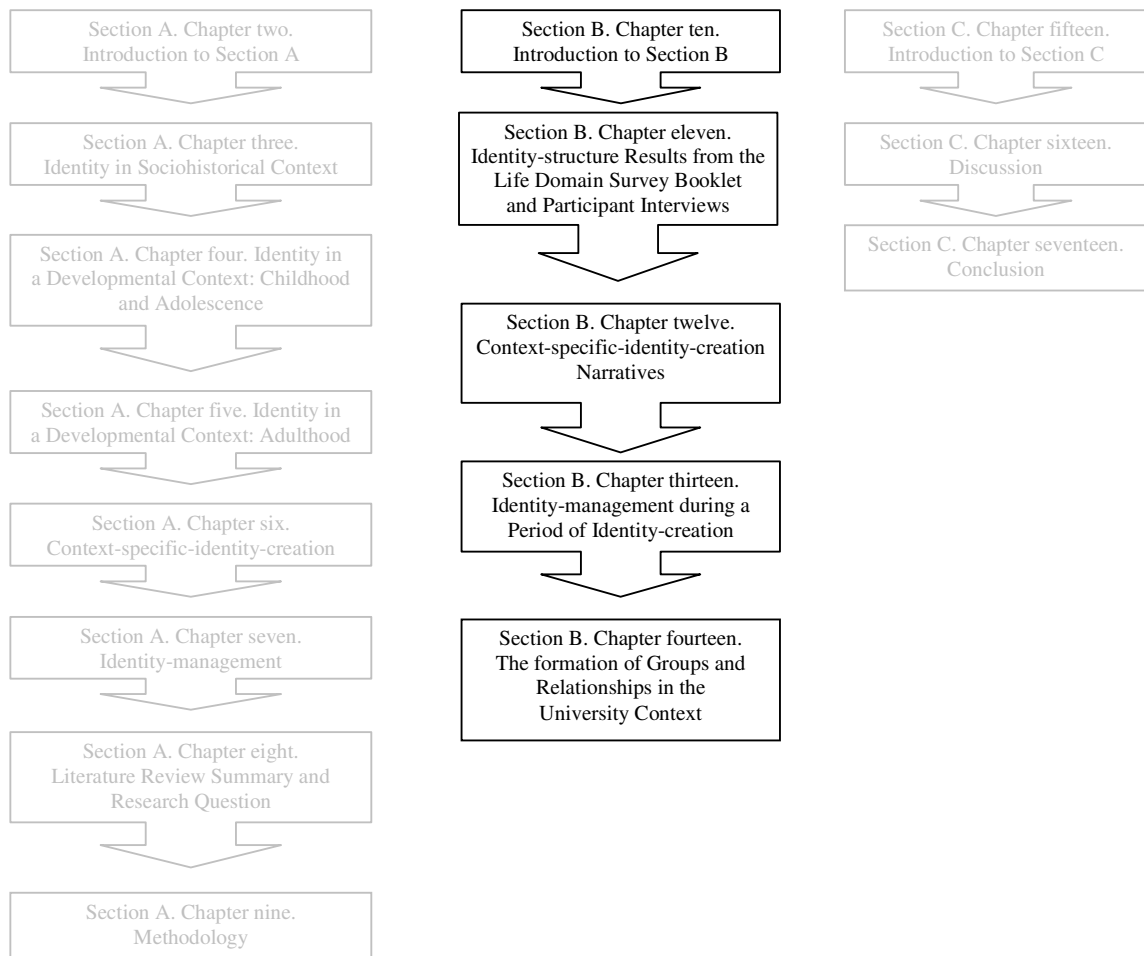 Section A. Chapter two.
Introduction to Section A
Section A. Chapter three.
Identity in Sociohistorical Context
Section A. Chapter four. Identity in
a Developmental Context: Childhood
and Adolescence
Section A. Chapter five. Identity in
a Developmental Context: Adulthood
Section A. Chapter six.
Context-specific-identity-creation
Section A. Chapter seven.
Identity-management
Section A. Chapter eight.
Literature Review Summary and
Research Question
Section A. Chapter nine.
Methodology
Section B. Chapter ten.
Introduction to Section B
Section B. Chapter eleven.
Identity-structure Results from the
Life Domain Survey Booklet
and Participant Interviews
Section B. Chapter twelve.
Context-specific-identity-creation
Narratives
Section B. Chapter thirteen.
Identity-management during a
Period of Identity-creation
Section B. Chapter fourteen.
The formation of Groups and
Relationships in the
University Context
Section C. Chapter fifteen.
Introduction to Section C
Section C. Chapter sixteen.
Discussion
Section C. Chapter seventeen.
Conclusion